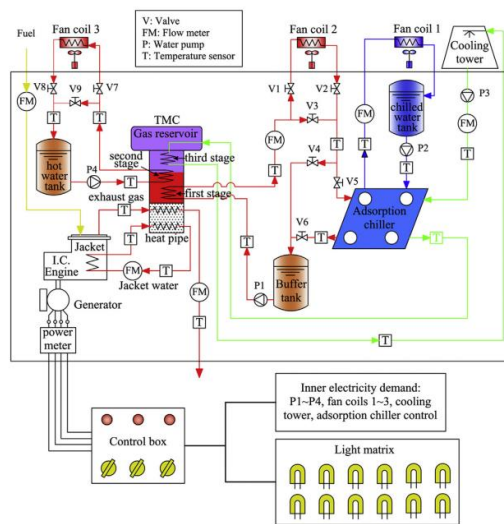 V: Valve
FM: Flow meter
P: Water pump
T: Temperature sensor
Fan coil 3
Fan coil 2
Fan coil 1
Cooling
tower
Fuel
V8
V7
V9
V1
V2
V3
P3
FM
T
TMC
Gas reservoir
chilled
water tank
FM
T
FM
T
FM
T
hot
water
tank
second
stage
third stage
V4
P2
T
P4
T
first stage
V5
exhaust gas
T
Adsorption
chiller
Jacket
T
heat pipe
V6
T
T
I.C.
Engine
FM
T
T
Buffer
tank
Jacket water
FM
P1
T
T
Generator
power
meter
T
Inner electricity demand:
P1~P4, fan coils 1~3, cooling
tower, adsorption chiller control
Control box
Light matrix